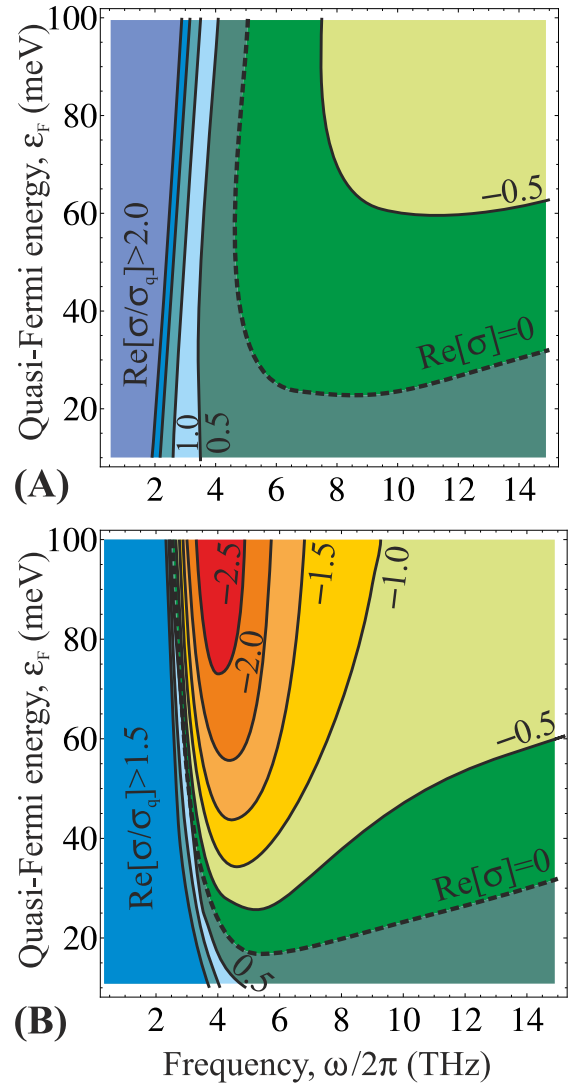 100
80
60
40
20
Quasi-Fermi energy, εF (meV)
Re[σ/σq]>2.0
1.0
0.5
−0.5
Re[σ]=0
(A)
2 4 6 8 10 12 14
100
80
60
40
20
Quasi-Fermi energy, εF (meV)
Re[σ/σq]>1.5
−2.5
−2.0
−1.5
−1.0
−0.5
Re[σ]=0
0.5
(B)
2 4 6 8 10 12 14
Frequency, ω/2π (THz)